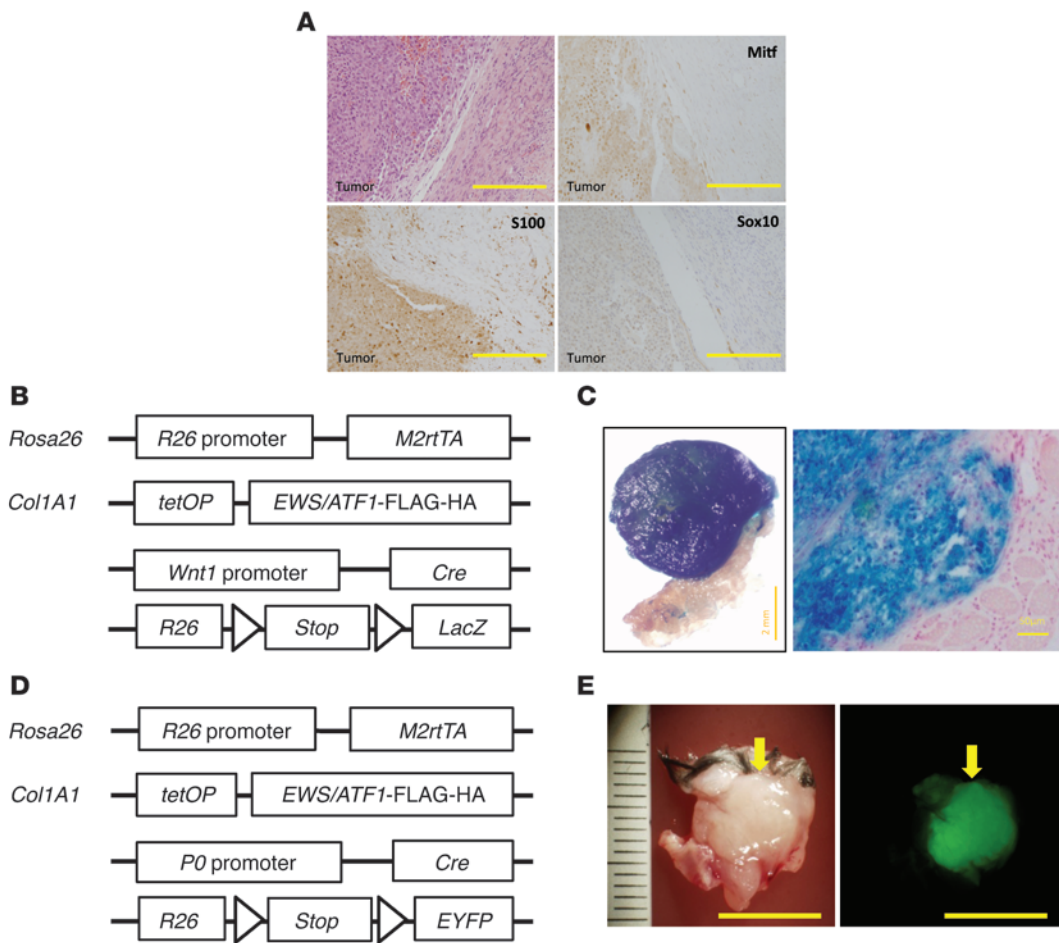 A
Tumor
Mitf
Tumor
S100
Tumor
Sox10
Tumor
B
Rosa26 R26 promoter M2rtTA
Col1A1 tetOP EWS/ATF1-FLAG-HA
Wnt1 promoter Cre
R26 Stop LacZ
C
2 mm
50μm
D
Rosa26 R26 promoter M2rtTA
Col1A1 tetOP EWS/ATF1-FLAG-HA
P0 promoter Cre
R26 Stop EYFP
E